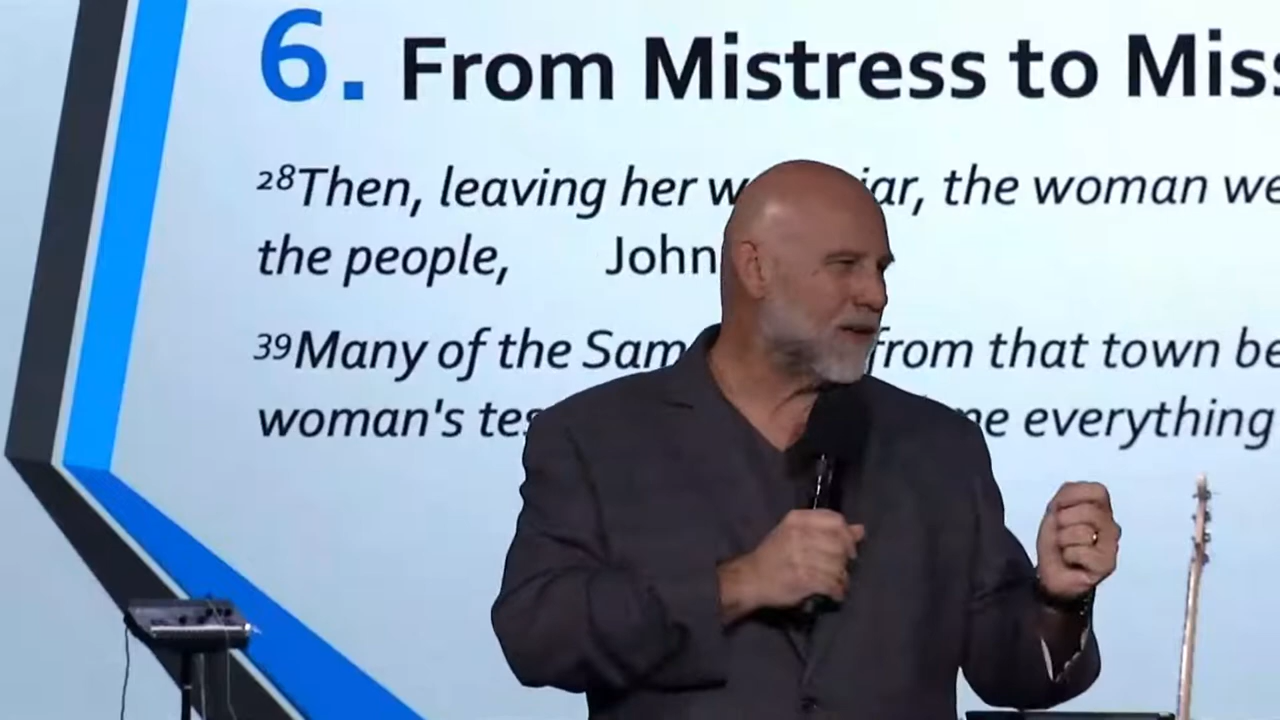 6. From Mistress to Miss
28Then, leaving her jar, the woman we
the people, John
39Many of the Sam from that town be
woman's tes me everything